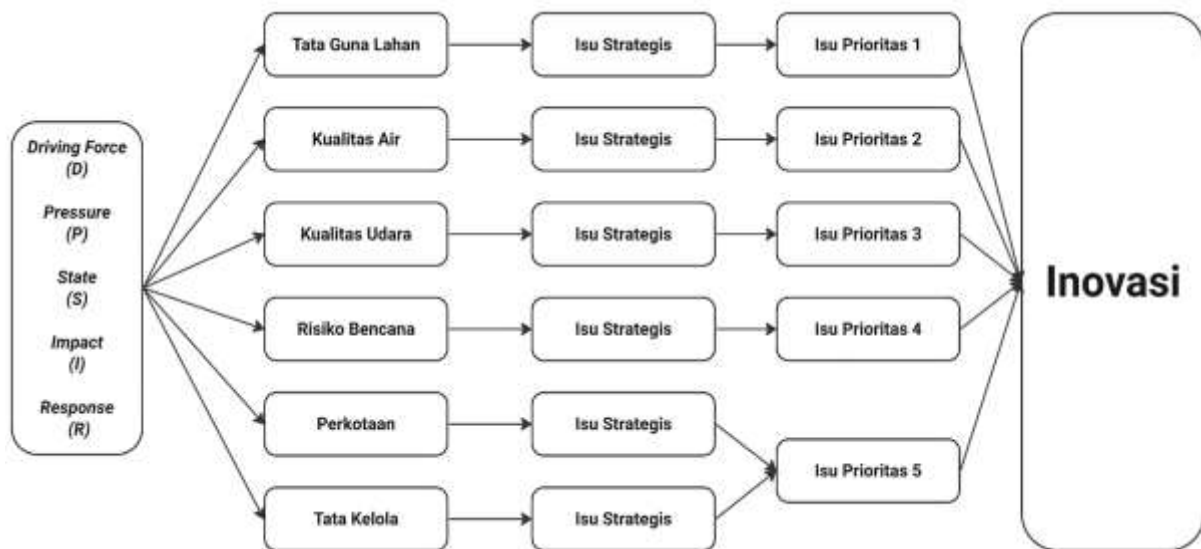 Driving Force
(D)
Pressure
(P)
State
(S)
Impact
(I)
Response
(R)
Tata Guna Lahan
Isu Strategis
Isu Prioritas 1
Kualitas Air
Isu Strategis
Isu Prioritas 2
Kualitas Udara
Isu Strategis
Isu Prioritas 3
Risiko Bencana
Isu Strategis
Isu Prioritas 4
Perkotaan
Isu Strategis
Tata Kelola
Isu Strategis
Isu Prioritas 5
Inovasi